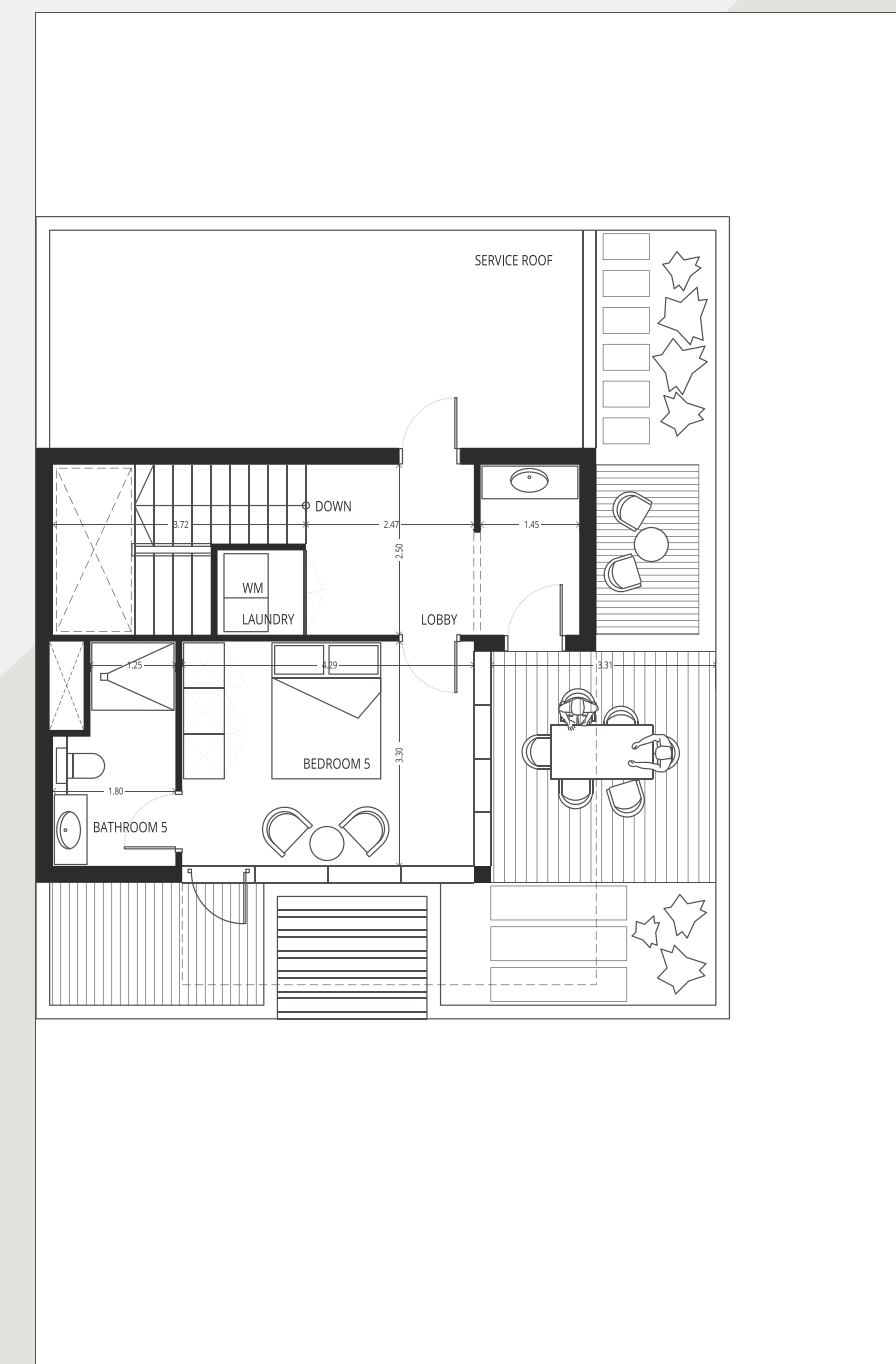 SERVICE ROOF
DOWN
3.72
2.47
1.45
2.50
WM
LAUNDRY
LOBBY
1.25
4.29
3.31
3.30
BEDROOM 5
1.80
BATHROOM 5